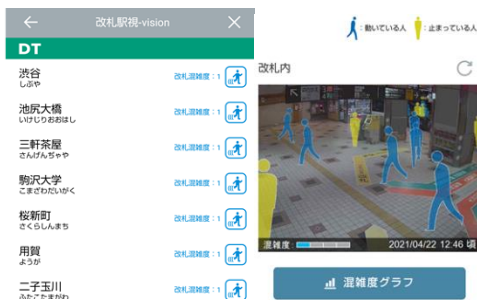 改札駅視-vision
DT
渋谷
しぶや
改札混雑度：1
池尻大橋
いけじりおおはし
改札混雑度：1
三軒茶屋
さんげんぢゃや
改札混雑度：1
駒沢大学
こまざわだいがく
改札混雑度：1
桜新町
さくらしんまち
改札混雑度：1
用賀
ようが
改札混雑度：1
二子玉川
ふたこたまがわ
改札混雑度：1
：動いている人
：止まっている人
改札内
混雑度：
2021/04/22 12:46 頃
混雑度グラフ